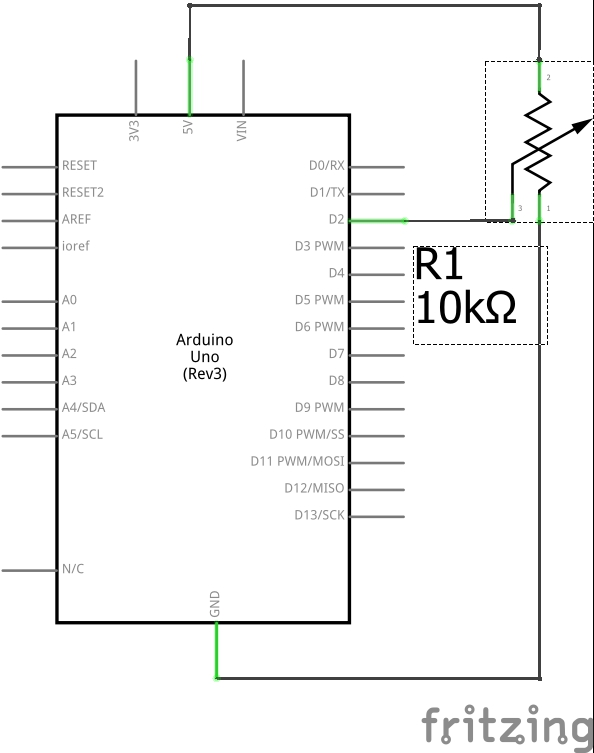 3V3
5V
VIN
2
RESET
D0/RX
RESET2
D1/TX
AREF
D2
3
1
ioref
D3 PWM
R1
10kΩ
D4
A0
D5 PWM
A1
D6 PWM
Arduino
Uno
(Rev3)
A2
D7
A3
D8
A4/SDA
D9 PWM
A5/SCL
D10 PWM/SS
D11 PWM/MOSI
D12/MISO
D13/SCK
N/C
GND
fritzing